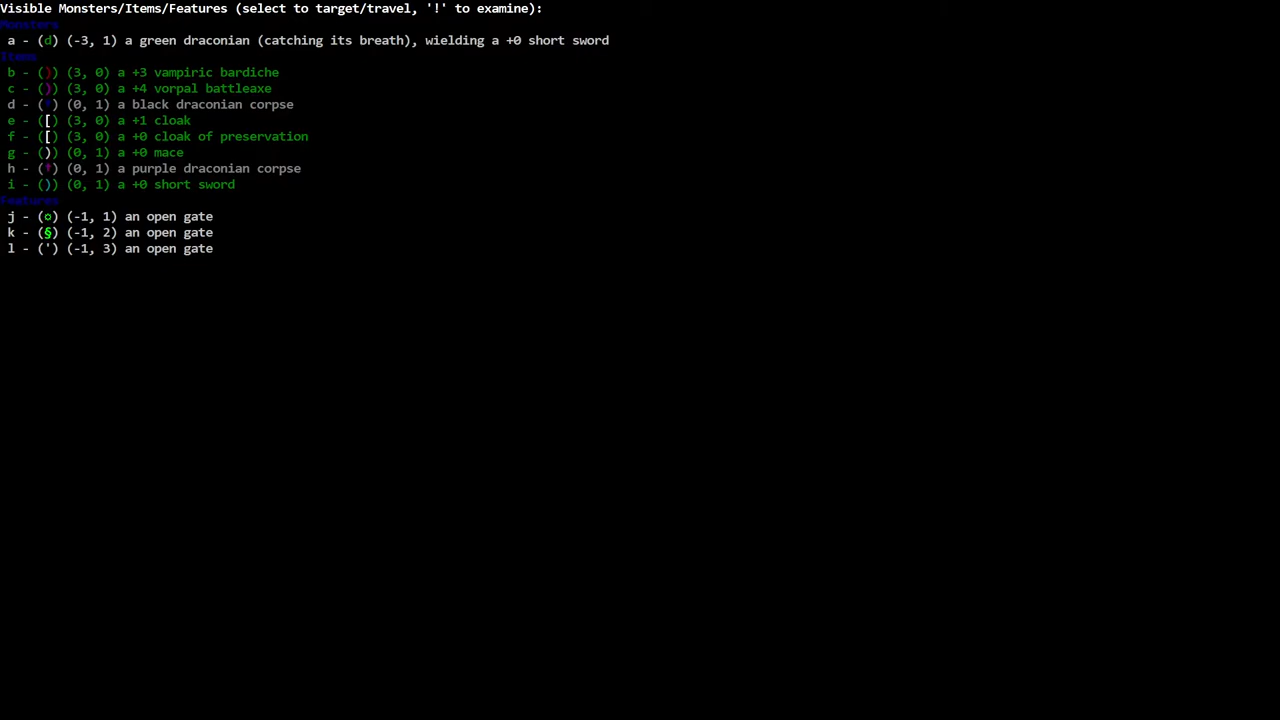 Visible Monsters/Items/Features (select to target/travel, '!' to examine):
Monsters
a - (d) (-3, 1) a green draconian (catching its breath), wielding a +0 short sword
Items
b - ()) (3, 0) a +3 vampiric bardiche
c - ()) (3, 0) a +4 vorpal battleaxe
d - (†) (0, 1) a black draconian corpse
e - ([) (3, 0) a +1 cloak
f - ([) (3, 0) a +0 cloak of preservation
g - ()) (0, 1) a +0 mace
h - (†) (0, 1) a purple draconian corpse
i - ()) (0, 1) a +0 short sword
Features
j - (¤) (-1, 1) an open gate
k - (§) (-1, 2) an open gate
l - (') (-1, 3) an open gate